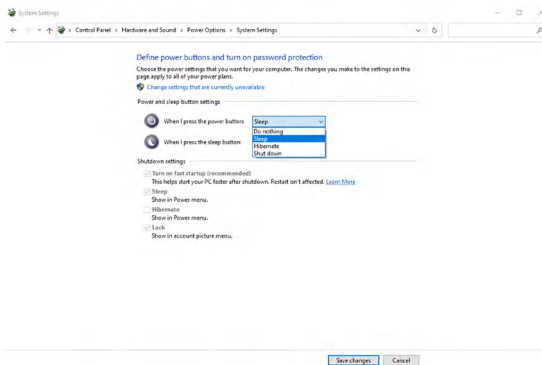 System Settings
Control Panel > Hardware and Sound > Power Options > System Settings
Define power buttons and turn on password protection
Choose the power settings that you want for your computer. The changes you make to the settings on this
page apply to all of your power plans.
Change settings that are currently unavailable
Power and sleep button settings
When I press the power button: Sleep
Do nothing
Sleep
Hibernate
Shut down
When I press the sleep button:
Shutdown settings
Turn on fast startup (recommended)
This helps start your PC faster after shutdown. Restart isn't affected. Learn More
Sleep
Show in Power menu.
Hibernate
Show in Power menu.
Lock
Show in account picture menu.
Save changes Cancel